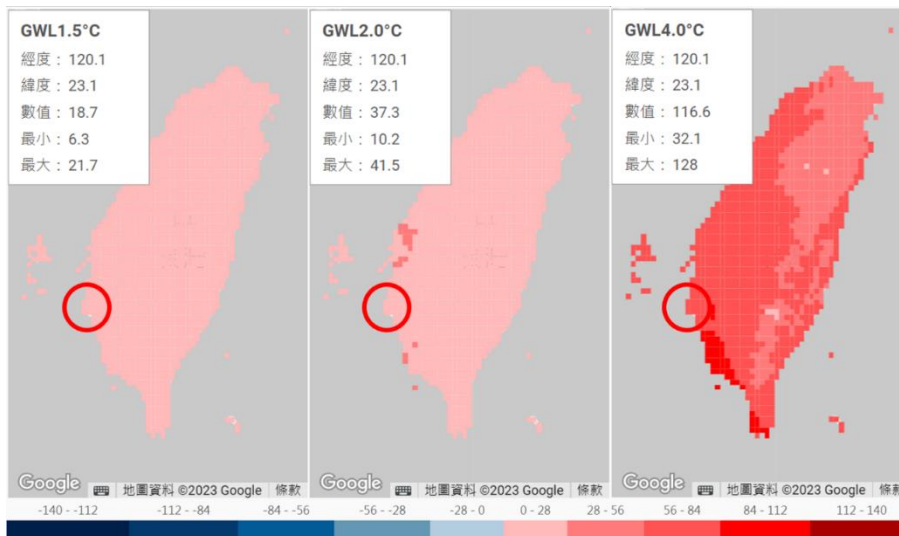 GWL1.5°C
經度：120.1
緯度：23.1
數值：18.7
最小：6.3
最大：21.7
GWL2.0°C
經度：120.1
緯度：23.1
數值：37.3
最小：10.2
最大：41.5
GWL4.0°C
經度：120.1
緯度：23.1
數值：116.6
最小：32.1
最大：128
Google 地圖資料 ©2023 Google 條款
Google 地圖資料 ©2023 Google 條款
Google 地圖資料 ©2023 Google 條款
-140 - -112 -112 - -84 -84 - -56 -56 - -28 -28 - 0 0 - 28 28 - 56 56 - 84 84 - 112 112 - 140